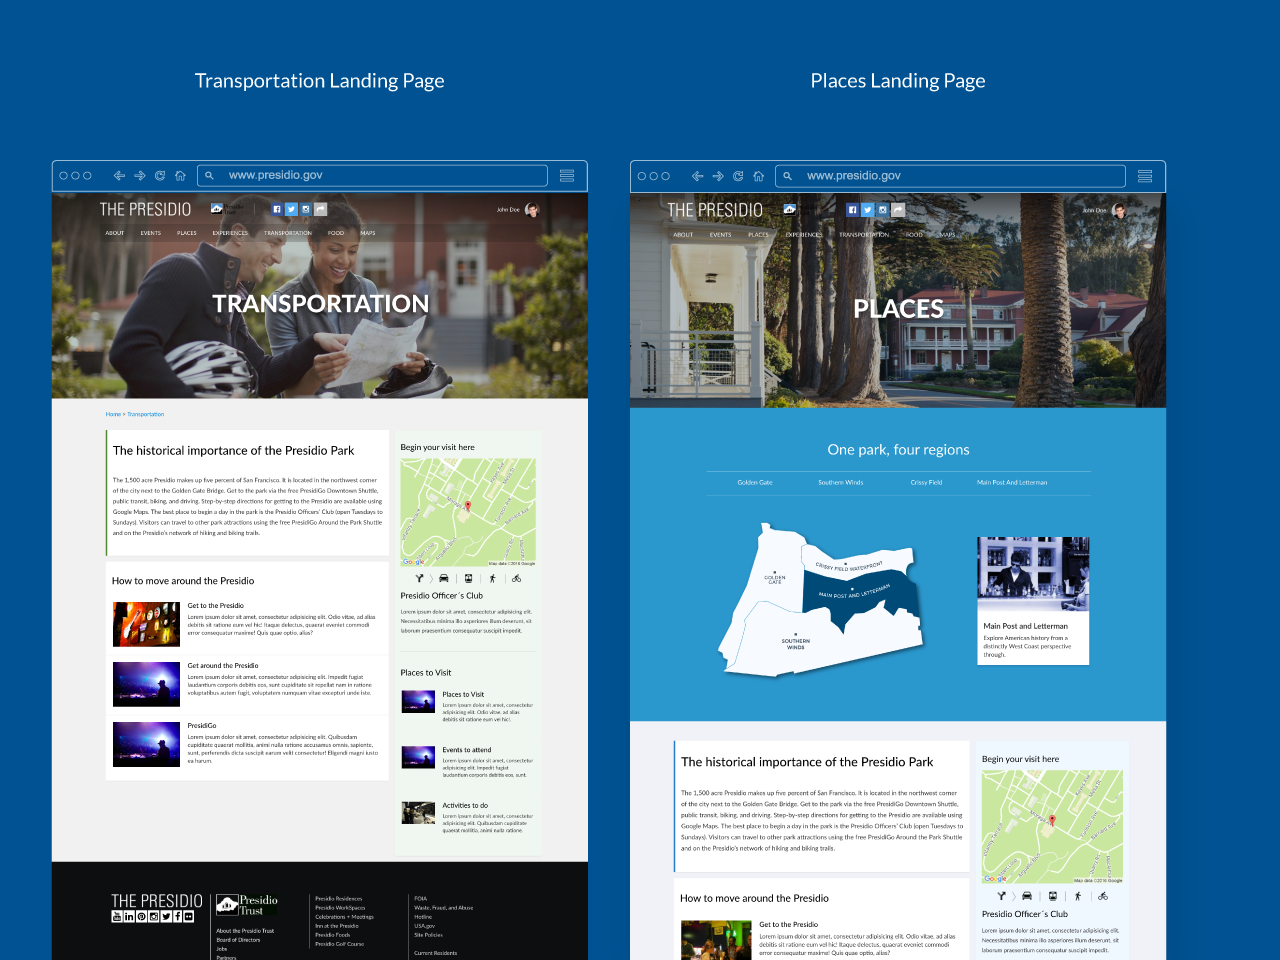 Transportation Landing Page
Places Landing Page
www.presidio.gov
THE PRESIDIO
Presidio
Trust
John Doe
ABOUT EVENTS PLACES EXPERIENCES TRANSPORTATION FOOD MAPS
TRANSPORTATION
Home > Transportation
The historical importance of the Presidio Park
The 1,500 acre Presidio makes up five percent of San Francisco. It is located in the northwest corner
of the city next to the Golden Gate Bridge. Get to the park via the free PresidiGo Downtown Shuttle,
public transit, biking, and driving. Step-by-step directions for getting to the Presidio are available using
Google Maps. The best place to begin a day in the park is the Presidio Officers' Club (open Tuesdays to
Sundays). Visitors can travel to other park attractions using the free PresidiGo Around the Park Shuttle
and on the Presidio's network of hiking and biking trails.
How to move around the Presidio
Get to the Presidio
Lorem ipsum dolor sit amet, consectetur adipisicing elit. Odio vitae, ad alias
debitis sit ratione eum vel hic! Itaque delectus, quaerat eveniet commodi
error consequatur maxime! Quis quae optio, alias?
Get around the Presidio
Lorem ipsum dolor sit amet, consectetur adipisicing elit. Impedit fugiat
laudantium corporis debitis eos, sunt cupiditate sit repellat nam in ratione
voluptatibus autem fugit, voluptatem numquam vitae excepturi unde iste.
PresidiGo
Lorem ipsum dolor sit amet, consectetur adipisicing elit. Quibusdam
cupiditate quaerat mollitia, animi nulla ratione accusamus omnis, sapiente,
sunt, perferendis dicta suscipit earum velit consectetur! Eligendi magni iusto
ea harum.
Begin your visit here
Google
Map data ©2016 Google
Presidio Officer´s Club
Lorem ipsum dolor sit amet, consectetur adipisicing elit.
Necessitatibus minima illo asperiores illum deserunt, sit
laborum praesentium consequatur suscipit impedit.
Places to Visit
Places to Visit
Lorem ipsum dolor sit amet, consectetur
adipisicing elit. Odio vitae, ad alias
debitis sit ratione eum vel hic!
Events to attend
Lorem ipsum dolor sit amet, consectetur
adipisicing elit. Impedit fugiat
laudantium corporis debitis eos, sunt.
Activities to do
Lorem ipsum dolor sit amet, consectetur
adipisicing elit. Quibusdam cupiditate
quaerat mollitia, animi nulla ratione.
THE PRESIDIO
Presidio
Trust
About the Presidio Trust
Board of Directors
Jobs
Partners
Presidio Residences
Presidio WorkSpaces
Celebrations + Meetings
Inn at the Presidio
Presidio Foods
Presidio Golf Course
FOIA
Waste, Fraud, and Abuse
Hotline
USA.gov
Site Policies
Current Residents
www.presidio.gov
THE PRESIDIO
John Doe
ABOUT EVENTS PLACES EXPERIENCES TRANSPORTATION FOOD MAPS
PLACES
One park, four regions
Golden Gate Southern Winds Crissy Field Main Post And Letterman
GOLDEN
GATE
CRISSY FIELD WATERFRONT
MAIN POST AND LETTERMAN
SOUTHERN
WINDS
Main Post and Letterman
Explore American history from a
distinctly West Coast perspective
through.
The historical importance of the Presidio Park
The 1,500 acre Presidio makes up five percent of San Francisco. It is located in the northwest corner
of the city next to the Golden Gate Bridge. Get to the park via the free PresidiGo Downtown Shuttle,
public transit, biking, and driving. Step-by-step directions for getting to the Presidio are available using
Google Maps. The best place to begin a day in the park is the Presidio Officers' Club (open Tuesdays to
Sundays). Visitors can travel to other park attractions using the free PresidiGo Around the Park Shuttle
and on the Presidio's network of hiking and biking trails.
How to move around the Presidio
Get to the Presidio
Lorem ipsum dolor sit amet, consectetur adipisicing elit. Odio vitae, ad alias
debitis sit ratione eum vel hic! Itaque delectus, quaerat eveniet commodi
error consequatur maxime! Quis quae optio, alias?
Begin your visit here
Google
Map data ©2016 Google
Presidio Officer´s Club
Lorem ipsum dolor sit amet, consectetur adipisicing elit.
Necessitatibus minima illo asperiores illum deserunt, sit
laborum praesentium consequatur suscipit impedit.